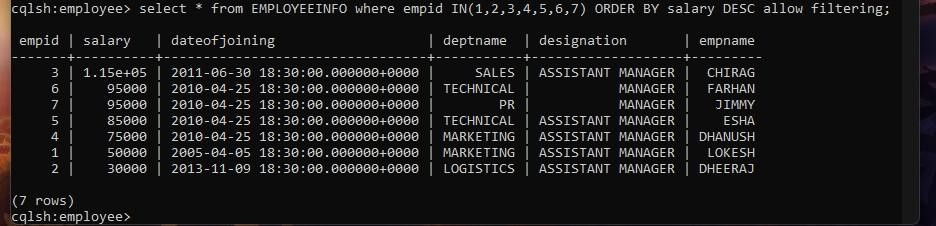 cqlsh:employee> select * from EMPLOYEEINFO where empid IN(1,2,3,4,5,6,7) ORDER BY salary DESC allow filtering;
empid | salary | dateofjoining | deptname | designation | empname
-------+----------+---------------------------------+-----------+-------------------+---------
3 | 1.15e+05 | 2011-06-30 18:30:00.000000+0000 | SALES | ASSISTANT MANAGER | CHIRAG
6 | 95000 | 2010-04-25 18:30:00.000000+0000 | TECHNICAL | MANAGER | FARHAN
7 | 95000 | 2010-04-25 18:30:00.000000+0000 | PR | MANAGER | JIMMY
5 | 85000 | 2010-04-25 18:30:00.000000+0000 | TECHNICAL | ASSISTANT MANAGER | ESHA
4 | 75000 | 2010-04-25 18:30:00.000000+0000 | MARKETING | ASSISTANT MANAGER | DHANUSH
1 | 50000 | 2005-04-05 18:30:00.000000+0000 | MARKETING | ASSISTANT MANAGER | LOKESH
2 | 30000 | 2013-11-09 18:30:00.000000+0000 | LOGISTICS | ASSISTANT MANAGER | DHEERAJ
(7 rows)
cqlsh:employee>